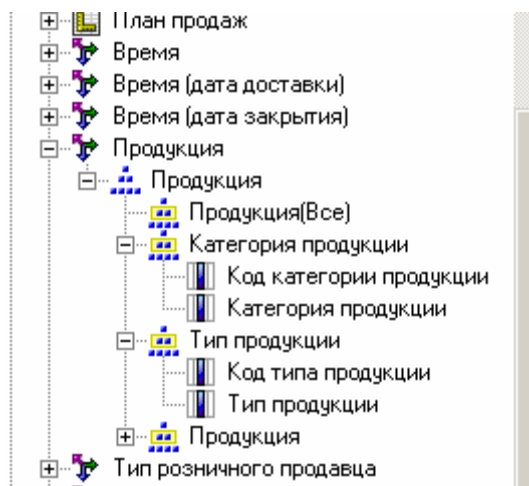 План продаж
Время
Время (дата доставки)
Время (дата закрытия)
Продукция
Продукция
Продукция(Все)
Категория продукции
Код категории продукции
Категория продукции
Тип продукции
Код типа продукции
Тип продукции
Продукция
Тип розничного продавца